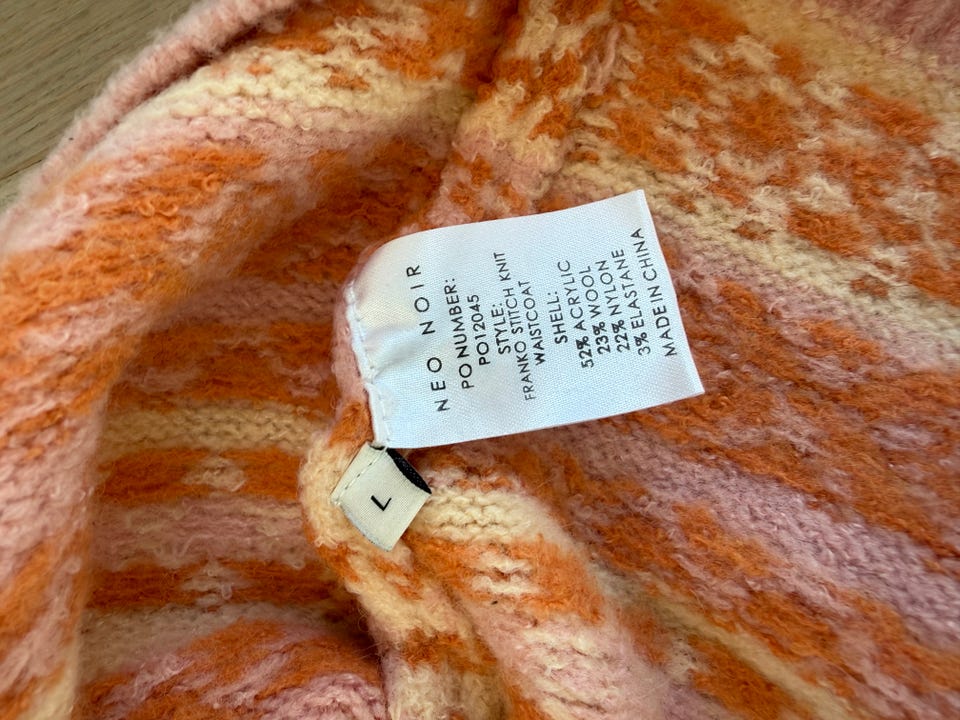 NEO NOIR
PO NUMBER:
PO12045
STYLE:
FRANKO STITCH KNIT
WAISTCOAT
SHELL:
52% ACRYLIC
23% WOOL
22% NYLON
3% ELASTANE
MADE IN CHINA
L